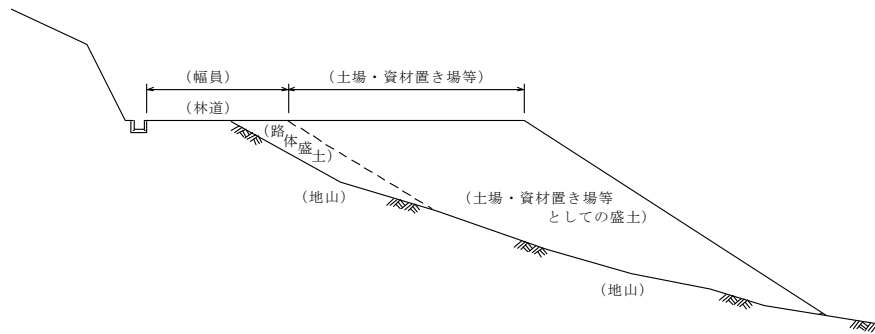 （幅員）
（土場・資材置き場等）
（林道）
（路体盛土）
（地山）
（土場・資材置き場等
としての盛土）
（地山）